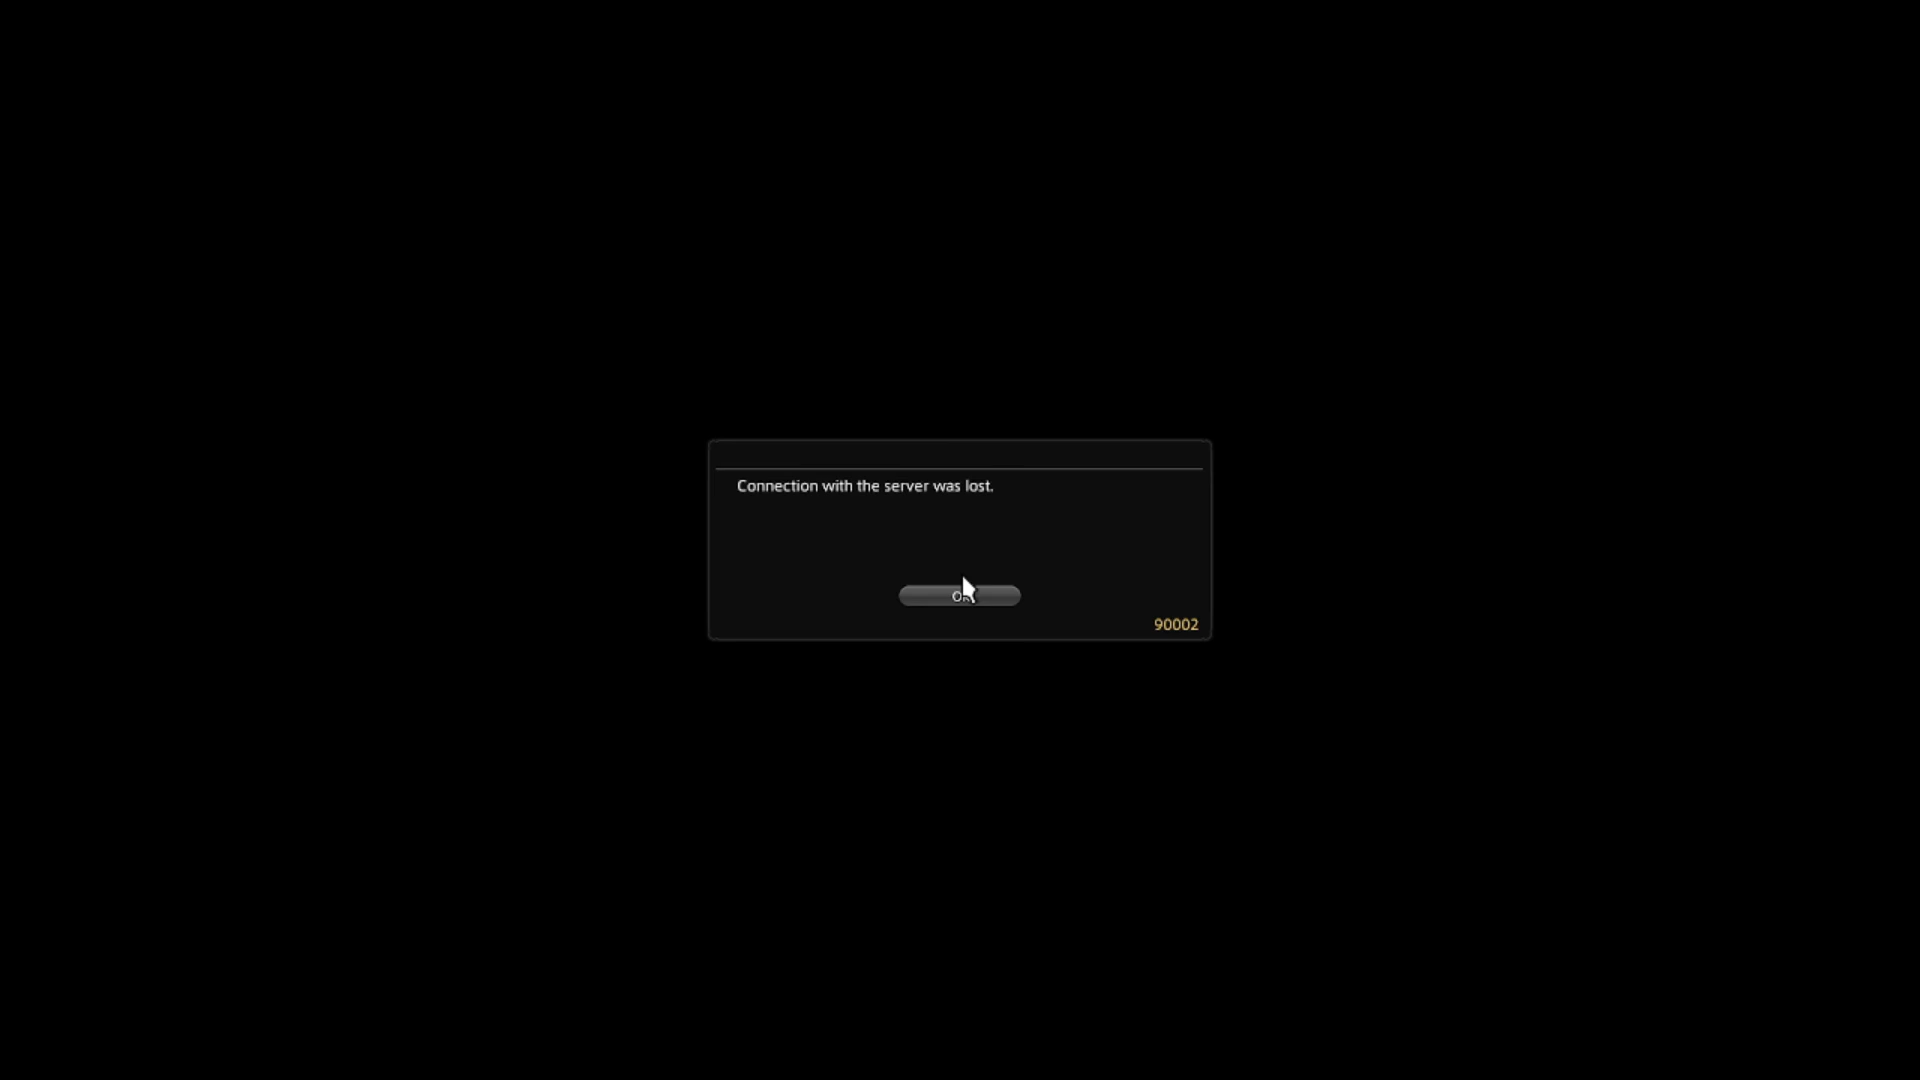 Connection with the server was lost.
90002